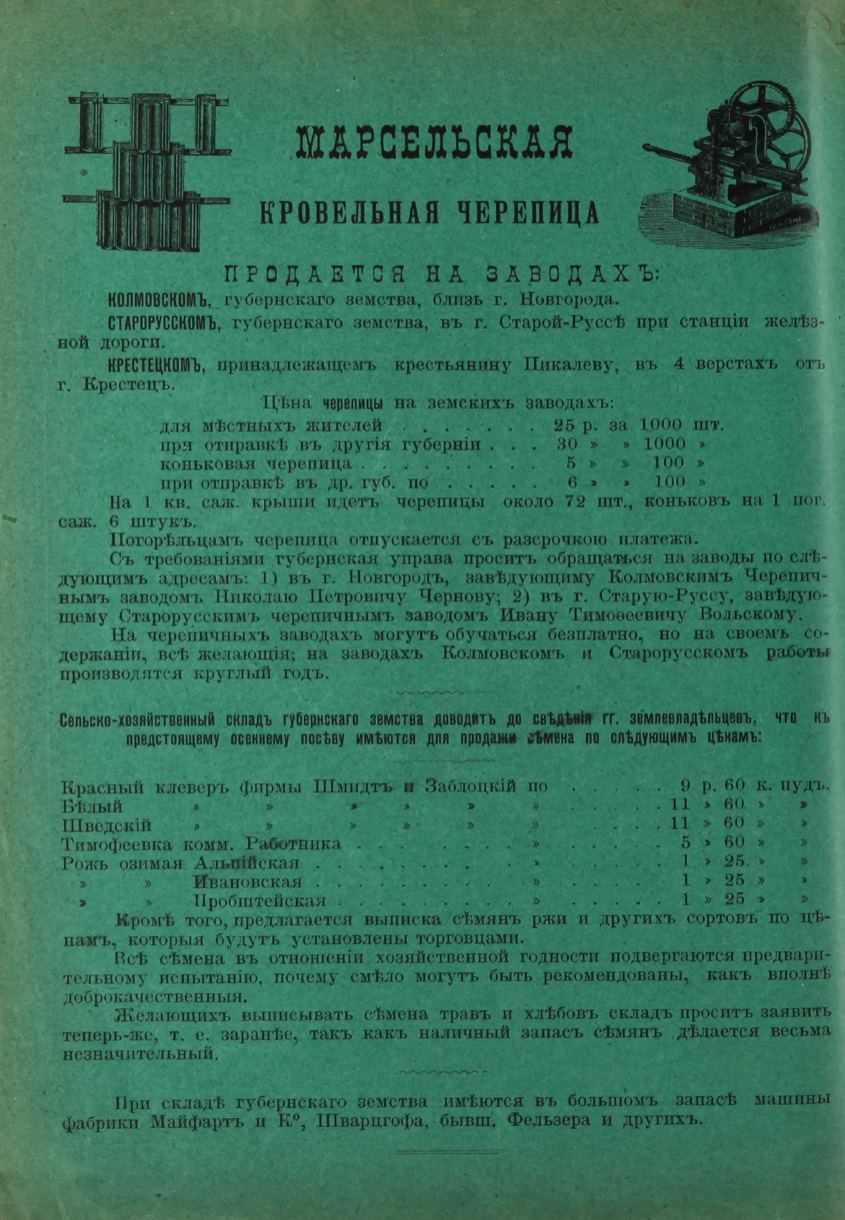 МАРСЕЛЬСКАЯ
КРОВЕЛЬНАЯ ЧЕРЕПИЦА
ПРОДАЕТСЯ НА ЗАВОДАХЪ:
КОЛМОВСКОМЪ, губернскаго земства, близь г. Новгорода.
СТАРОРУССКОМЪ, губернскаго земства, въ г. Старой-Руссѣ при станціи желѣз-
ной дороги.
КРЕСТЕЦКОМЪ, принадлежащемъ крестьянину Пикалеву, въ 4 верстахъ отъ
г. Крестецъ.
Цѣна черепицы на земскихъ заводахъ:
для мѣстныхъ жителей . . . . . . . 25 р. за 1000 шт.
при отправкѣ въ другія губерніи . . . 30 » » 1000 »
коньковая черепица . . . . . . . . 5 » » 100 »
при отправкѣ въ др. губ. по . . . . . 6 » » 100 »
На 1 кв. саж. крыши идетъ черепицы около 72 шт., коньковъ на 1 пог.
саж. 6 штукъ.
Погорѣльцамъ черепица отпускается съ разсрочкою платежа.
Съ требованіями губернская управа проситъ обращаться на заводы по слѣ-
дующимъ адресамъ: 1) въ г. Новгородъ, завѣдующиму Колмовскимъ Черепич-
нымъ заводомъ Николаю Петровичу Чернову; 2) въ г. Старую-Руссу, завѣдую-
щему Старорусскимъ черепичнымъ заводомъ Ивану Тимоѳеевичу Вольскому.
На черепичныхъ заводахъ могутъ обучаться безплатно, но на своемъ со-
держаніи, всѣ желающія; на заводахъ Колмовскомъ и Старорусскомъ работы
производятся круглый годъ.
Сельско-хозяйственный складъ губернскаго земства доводитъ до свѣдѣнія гг. землевладѣльцев, что къ
предстоящему осеннему посѣву имѣются для продажи сѣмена по слѣдующимъ цѣнамъ:
Красный клеверъ фирмы Шмидтъ и Заблоцкій по . . . . . 9 р. 60 к. пудъ.
Бѣлый » » » » » » . . . . . 11 » 60 » »
Шведскій » » » » » » . . . . 11 » 60 » »
Тимофеевка комм. Работника . . . . . . . » . . . . . 5 » 60 » »
Рожь озимая Альпійская . . . . . . . . » . . . . . 1 » 25 » »
» » Ивановская . . . . . . . . » . . . . . 1 » 25 » »
» » Пробштейская . . . . . . . » . . . . . 1 » 25 » »
Кромѣ того, предлагается выписка сѣмянъ ржи и другихъ сортовъ по цѣ-
намъ, которыя будутъ установлены торговцами.
Всѣ сѣмена въ отношеніи хозяйственной годности подвергаются предвари-
тельному испытанію, почему смѣло могутъ быть рекомендованы, какъ вполнѣ
доброкачественныя.
Желающихъ выписывать сѣмена травъ и хлѣбовъ складъ проситъ заявить
теперь-же, т. е. заранѣе, такъ какъ наличный запасъ сѣмянъ дѣлается весьма
незначительный.
При складѣ губернскаго земства имѣются въ большомъ запасѣ машины
фабрики Майфартъ и Кº, Шварцгофа, бывш. Фельзера и другихъ.